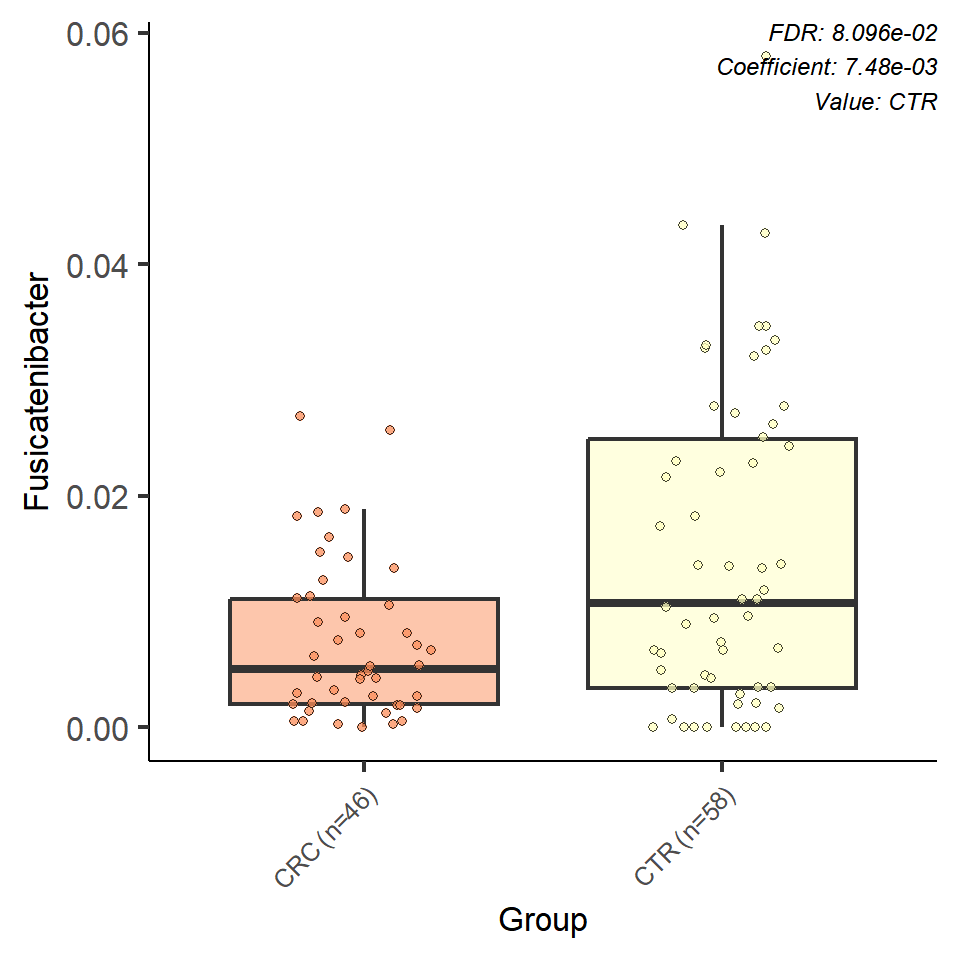 FDR: 8.096e-02
Coefficient: 7.48e-03
Value: CTR
0.06
0.04
0.02
0.00
Fusicatenibacter
CRC (n=46)
CTR (n=58)
Group